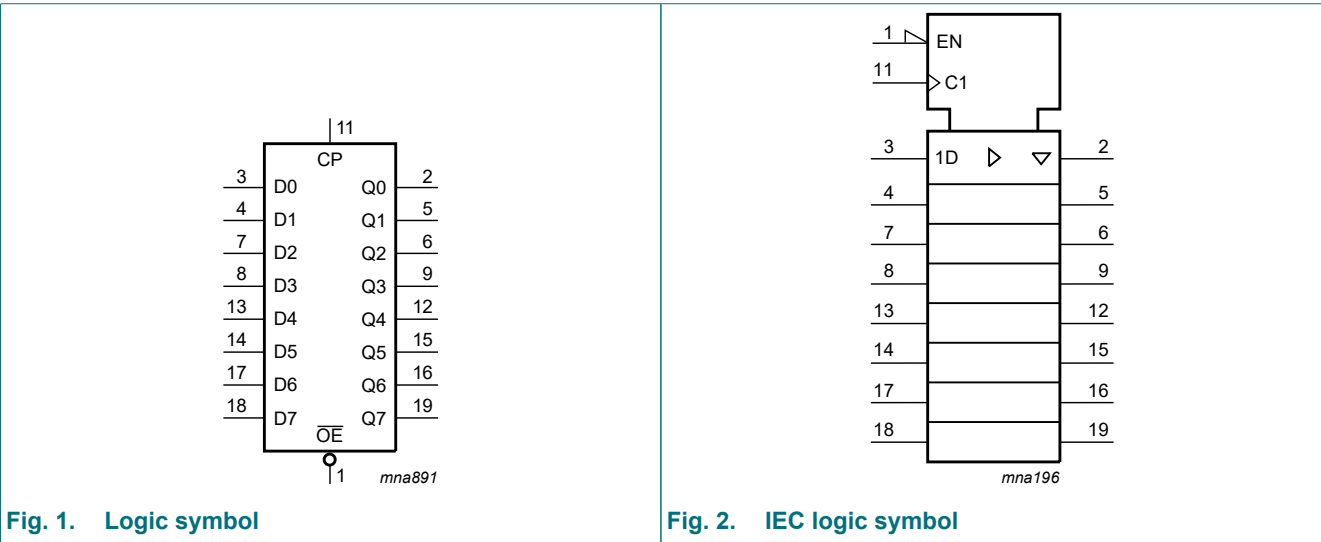 11
CP
3 D0 Q0 2
4 D1 Q1 5
7 D2 Q2 6
8 D3 Q3 9
13 D4 Q4 12
14 D5 Q5 15
17 D6 Q6 16
18 D7 Q7 19
O̅E̅
1
mna891
Fig. 1. Logic symbol
1 EN
11 C1
3 1D 2
4 5
7 6
8 9
13 12
14 15
17 16
18 19
mna196
Fig. 2. IEC logic symbol